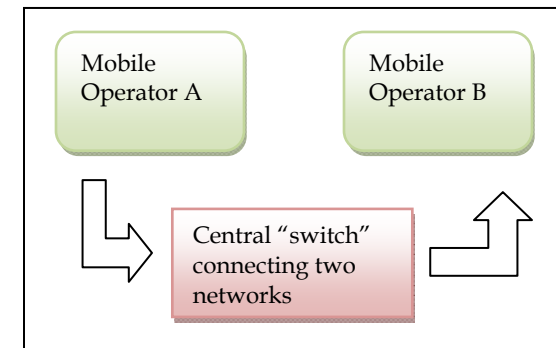 Mobile
Operator A
Mobile
Operator B
Central “switch”
connecting two
networks